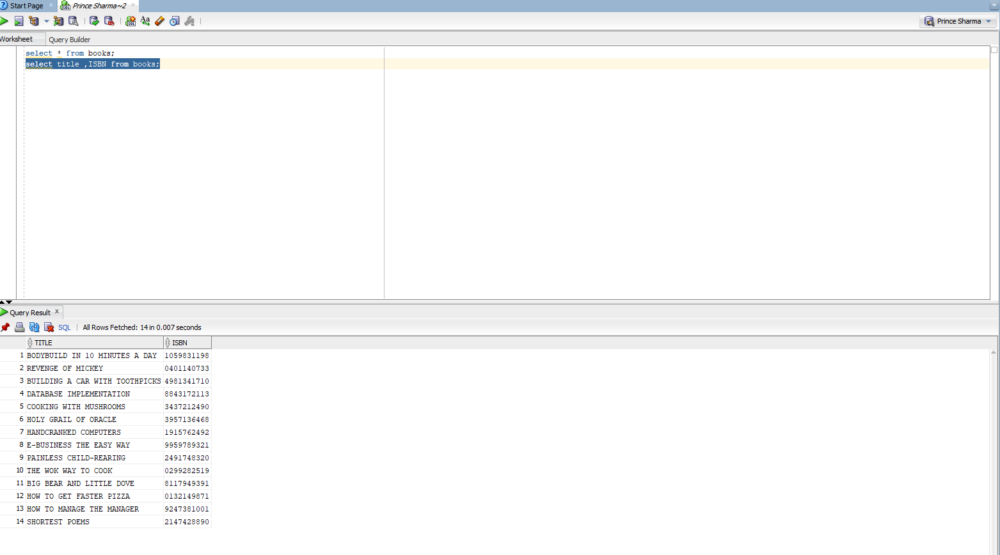 Start Page
Prince Sharma~2
Prince Sharma
Worksheet Query Builder
select * from books;
select title ,ISBN from books;
Query Result
SQL | All Rows Fetched: 14 in 0.007 seconds
TITLE ISBN
1 BODYBUILD IN 10 MINUTES A DAY 1059831198
2 REVENGE OF MICKEY 0401140733
3 BUILDING A CAR WITH TOOTHPICKS 4981341710
4 DATABASE IMPLEMENTATION 8843172113
5 COOKING WITH MUSHROOMS 3437212490
6 HOLY GRAIL OF ORACLE 3957136468
7 HANDCRANKED COMPUTERS 1915762492
8 E-BUSINESS THE EASY WAY 9959789321
9 PAINLESS CHILD-REARING 2491748320
10 THE WOK WAY TO COOK 0299282519
11 BIG BEAR AND LITTLE DOVE 8117949391
12 HOW TO GET FASTER PIZZA 0132149871
13 HOW TO MANAGE THE MANAGER 9247381001
14 SHORTEST POEMS 2147428890